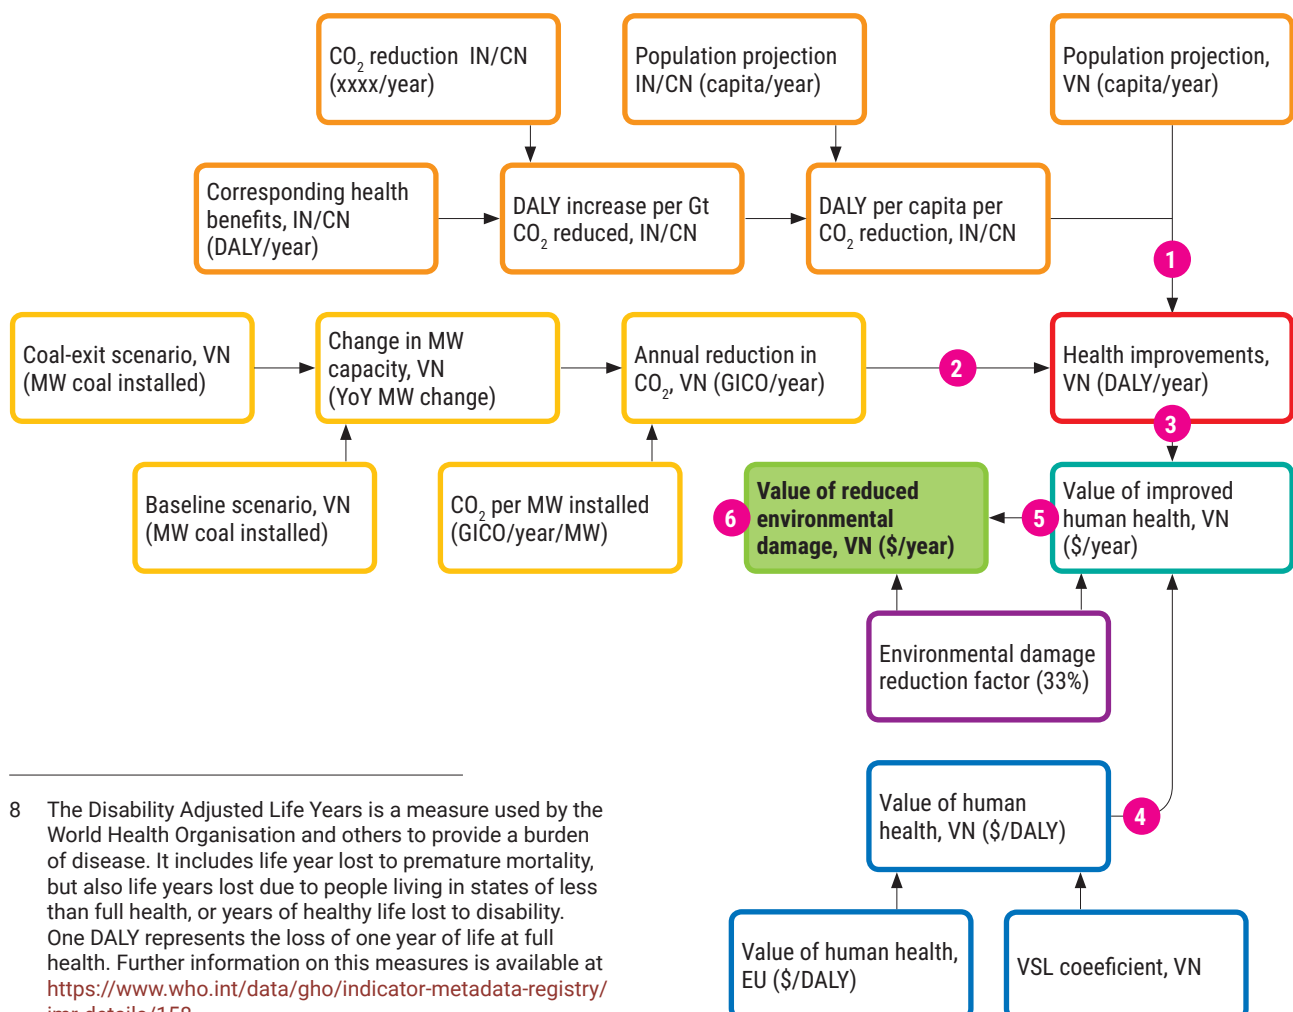 CO2 reduction IN/CN
(xxxx/year)
Population projection
IN/CN (capita/year)
Population projection,
VN (capita/year)
Corresponding health
benefits, IN/CN
(DALY/year)
DALY increase per Gt
CO2 reduced, IN/CN
DALY per capita per
CO2 reduction, IN/CN
1
Coal-exit scenario, VN
(MW coal installed)
Change in MW
capacity, VN
(YoY MW change)
Annual reduction in
CO2, VN (GICO/year)
2
Health improvements,
VN (DALY/year)
3
Baseline scenario, VN
(MW coal installed)
CO2 per MW installed
(GICO/year/MW)
6
Value of reduced
environmental
damage, VN ($/year)
5
Value of improved
human health, VN
($/year)
Environmental damage
reduction factor (33%)
Value of human
health, VN ($/DALY)
4
Value of human health,
EU ($/DALY)
VSL coeeficient, VN
8 The Disability Adjusted Life Years is a measure used by the
World Health Organisation and others to provide a burden
of disease. It includes life year lost to premature mortality,
but also life years lost due to people living in states of less
than full health, or years of healthy life lost to disability.
One DALY represents the loss of one year of life at full
health. Further information on this measures is available at
https://www.who.int/data/gho/indicator-metadata-registry/
imr-details/158